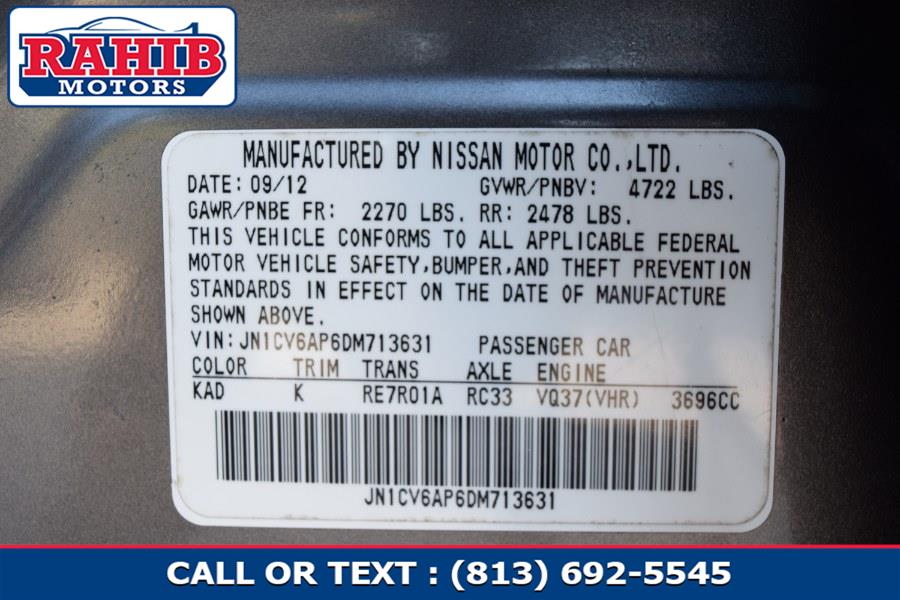 RAHIB
MOTORS
MANUFACTURED BY NISSAN MOTOR CO.,LTD.
DATE: 09/12 GVWR/PNBV: 4722 LBS.
GAWR/PNBE FR: 2270 LBS. RR: 2478 LBS.
THIS VEHICLE CONFORMS TO ALL APPLICABLE FEDERAL
MOTOR VEHICLE SAFETY,BUMPER,AND THEFT PREVENTION
STANDARDS IN EFFECT ON THE DATE OF MANUFACTURE
SHOWN ABOVE.
VIN:JN1CV6AP6DM713631 PASSENGER CAR
COLOR TRIM TRANS AXLE ENGINE
KAD K RE7R01A RC33 VQ37(VHR) 3696CC
JN1CV6AP6DM713631
CALL OR TEXT : (813) 692-5545